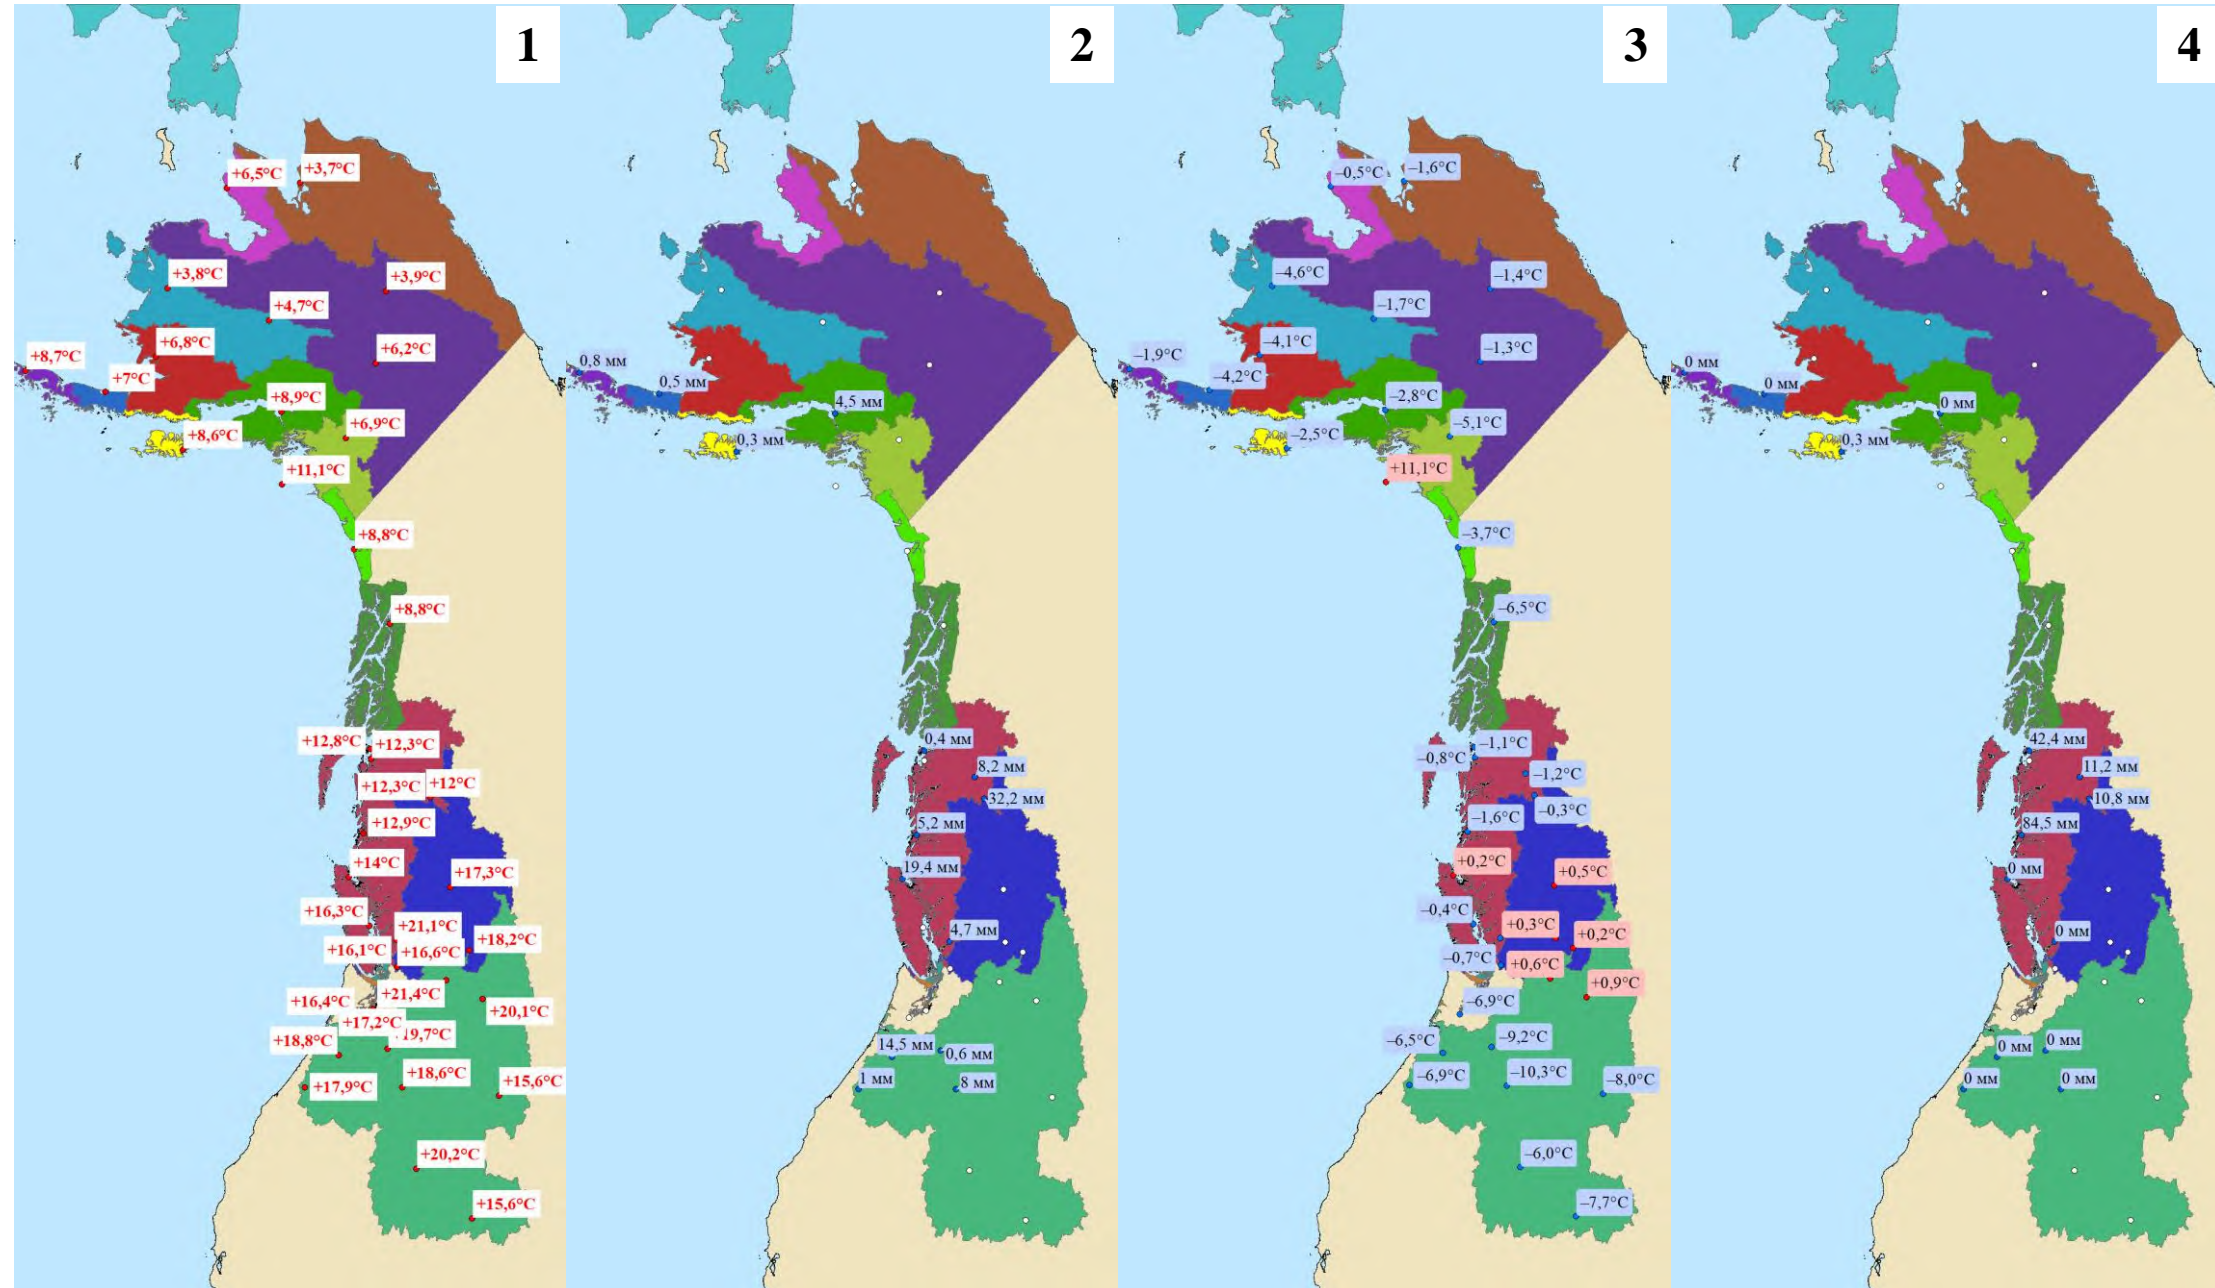 1
+6,5°C
+3,7°C
+3,8°C
+3,9°C
+4,7°C
+6,8°C
+6,2°C
+8,7°C
+7°C
+8,9°C
+8,6°C
+6,9°C
+11,1°C
+8,8°C
+8,8°C
+12,8°C
+12,3°C
+12,3°C
+12°C
+12,9°C
+14°C
+17,3°C
+16,3°C
+21,1°C
+18,2°C
+16,1°C
+16,6°C
+16,4°C
+21,4°C
+20,1°C
+17,2°C
19,7°C
+18,8°C
+17,9°C
+18,6°C
+15,6°C
+20,2°C
+15,6°C
2
0,8 мм
0,5 мм
4,5 мм
0,3 мм
0,4 мм
8,2 мм
32,2 мм
5,2 мм
19,4 мм
4,7 мм
14,5 мм
0,6 мм
1 мм
8 мм
3
–0,5°C
–1,6°C
–4,6°C
–1,4°C
–1,7°C
–4,1°C
–1,3°C
–1,9°C
–4,2°C
–2,8°C
–2,5°C
–5,1°C
+11,1°C
–3,7°C
–6,5°C
–1,1°C
–0,8°C
–1,2°C
–0,3°C
–1,6°C
+0,2°C
+0,5°C
–0,4°C
+0,3°C
+0,2°C
–0,7°C
+0,6°C
+0,9°C
–6,9°C
–6,5°C
–9,2°C
–6,9°C
–10,3°C
–8,0°C
–6,0°C
–7,7°C
4
0 мм
0 мм
0 мм
0,3 мм
42,4 мм
11,2 мм
10,8 мм
84,5 мм
0 мм
0 мм
0 мм
0 мм
0 мм
0 мм